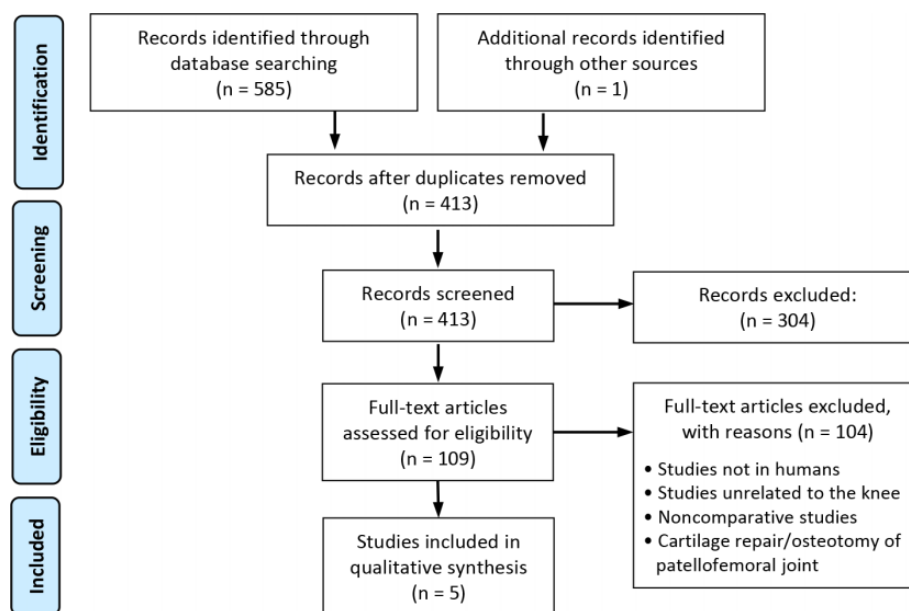 Identification
Records identified through
database searching
(n = 585)
Additional records identified
through other sources
(n = 1)
Records after duplicates removed
(n = 413)
Screening
Records screened
(n = 413)
Records excluded:
(n = 304)
Eligibility
Full-text articles
assessed for eligibility
(n = 109)
Full-text articles excluded,
with reasons (n = 104)
• Studies not in humans
• Studies unrelated to the knee
• Noncomparative studies
• Cartilage repair/osteotomy of
patellofemoral joint
Included
Studies included in
qualitative synthesis
(n = 5)